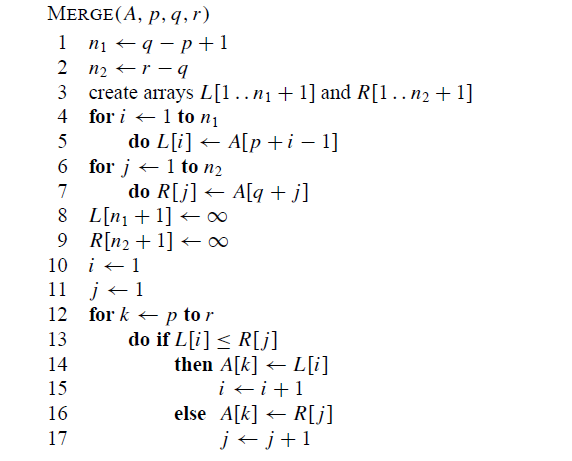 MERGE(A, p, q, r)
1 n₁ ← q − p + 1
2 n₂ ← r − q
3 create arrays L[1 . . n₁ + 1] and R[1 . . n₂ + 1]
4 for i ← 1 to n₁
5 do L[i] ← A[p + i − 1]
6 for j ← 1 to n₂
7 do R[j] ← A[q + j]
8 L[n₁ + 1] ← ∞
9 R[n₂ + 1] ← ∞
10 i ← 1
11 j ← 1
12 for k ← p to r
13 do if L[i] ≤ R[j]
14 then A[k] ← L[i]
15 i ← i + 1
16 else A[k] ← R[j]
17 j ← j + 1